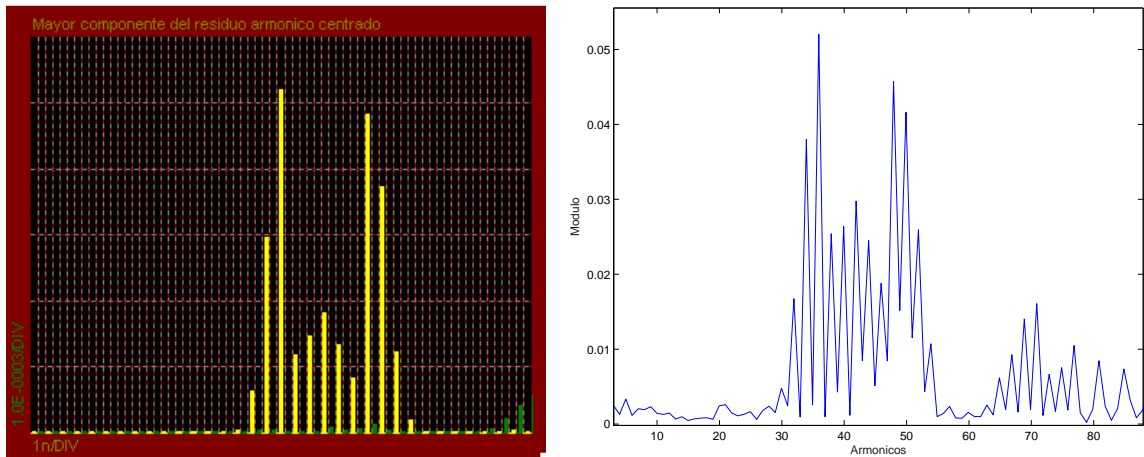 Mayor componente del residuo armonico centrado
1.0E-0003/DIV
1n/DIV
0.05
0.04
0.03
0.02
0.01
0
Modulo
10 20 30 40 50 60 70 80
Armonicos